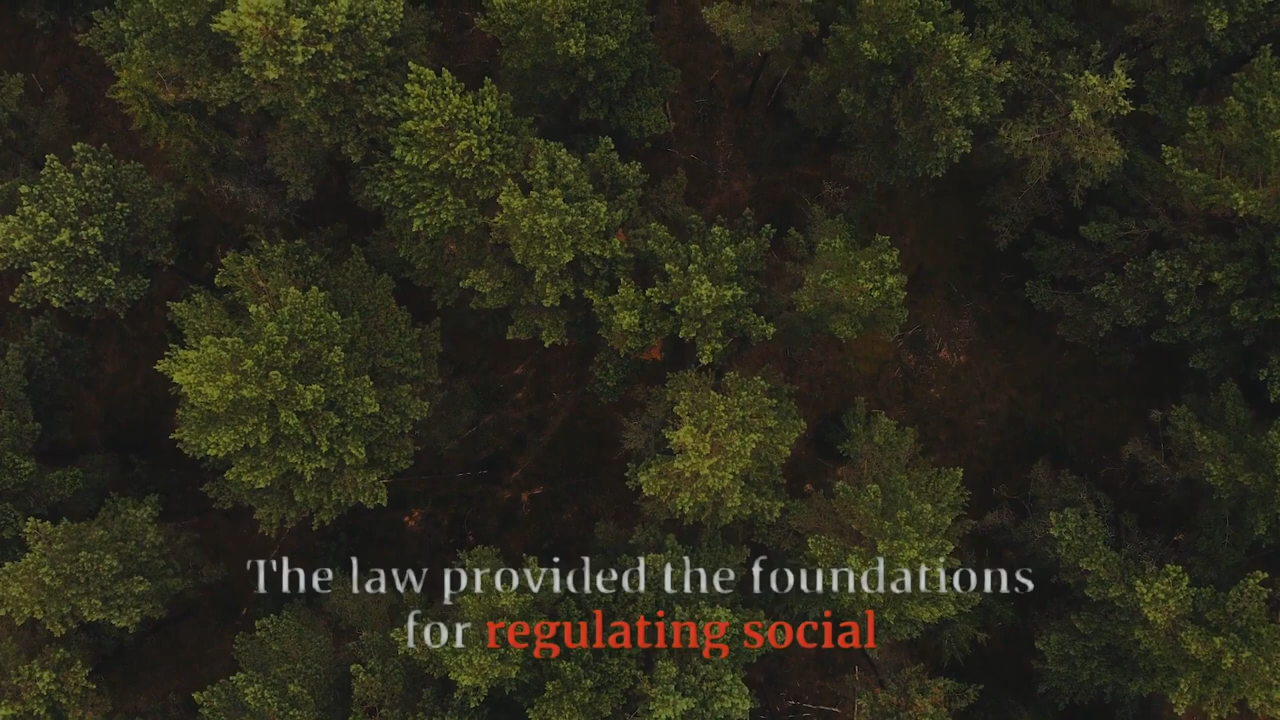 The law provided the foundations
for regulating social